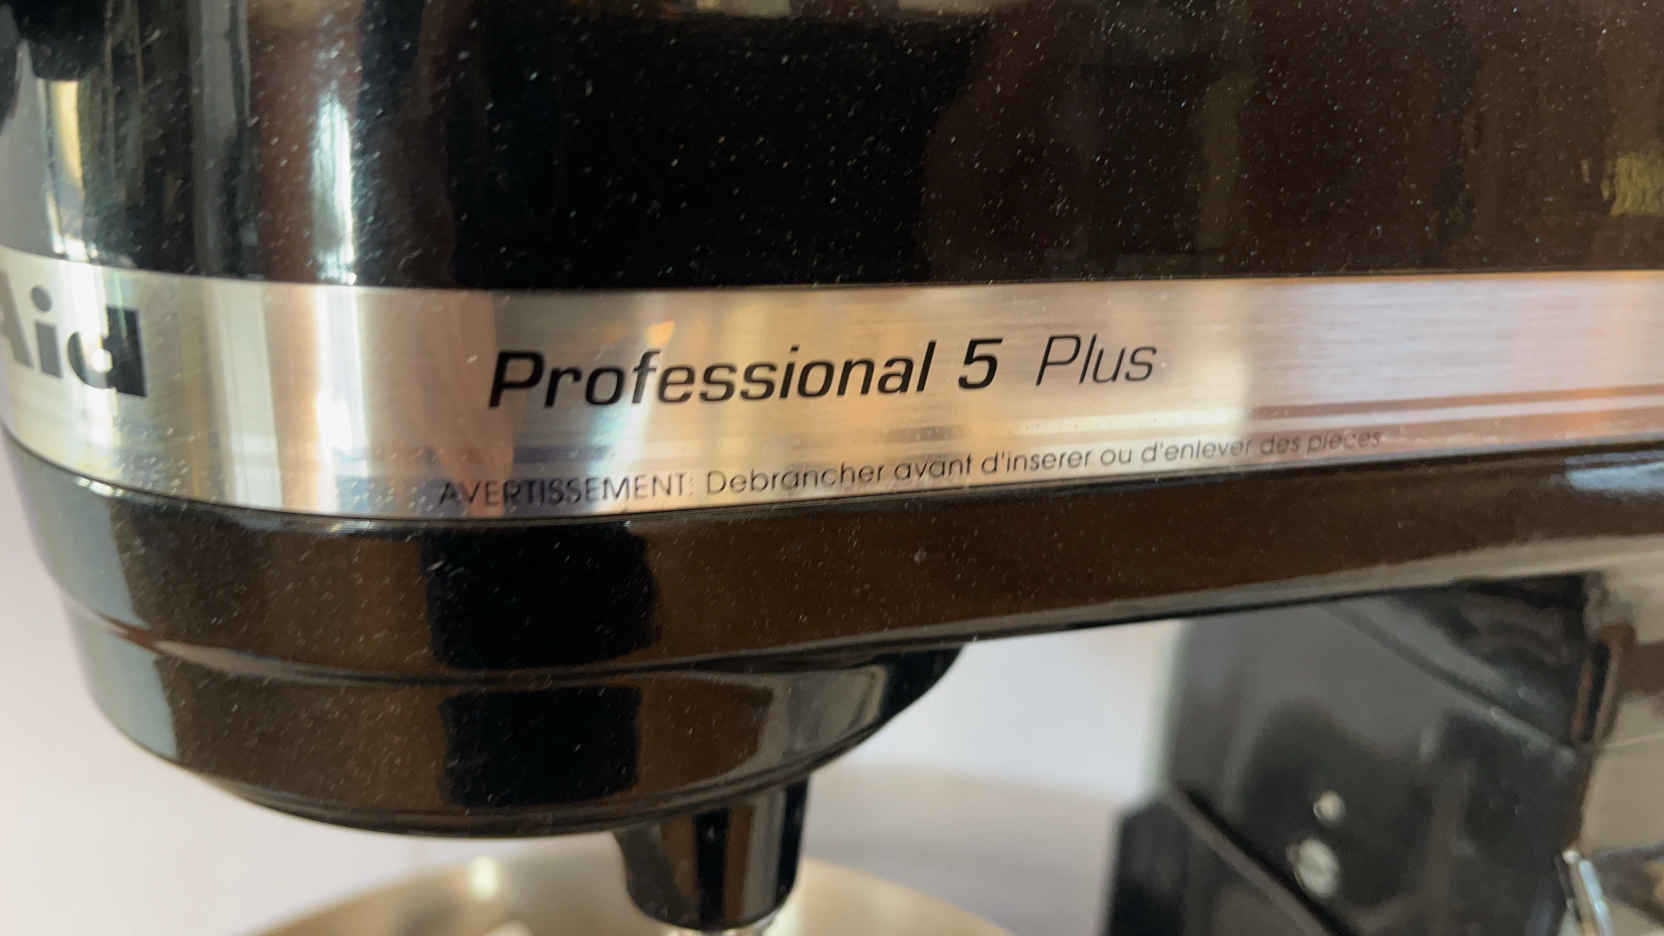 Aid
Professional 5 Plus
AVERTISSEMENT: Debrancher avant d'inserer ou d'enlever des pieces